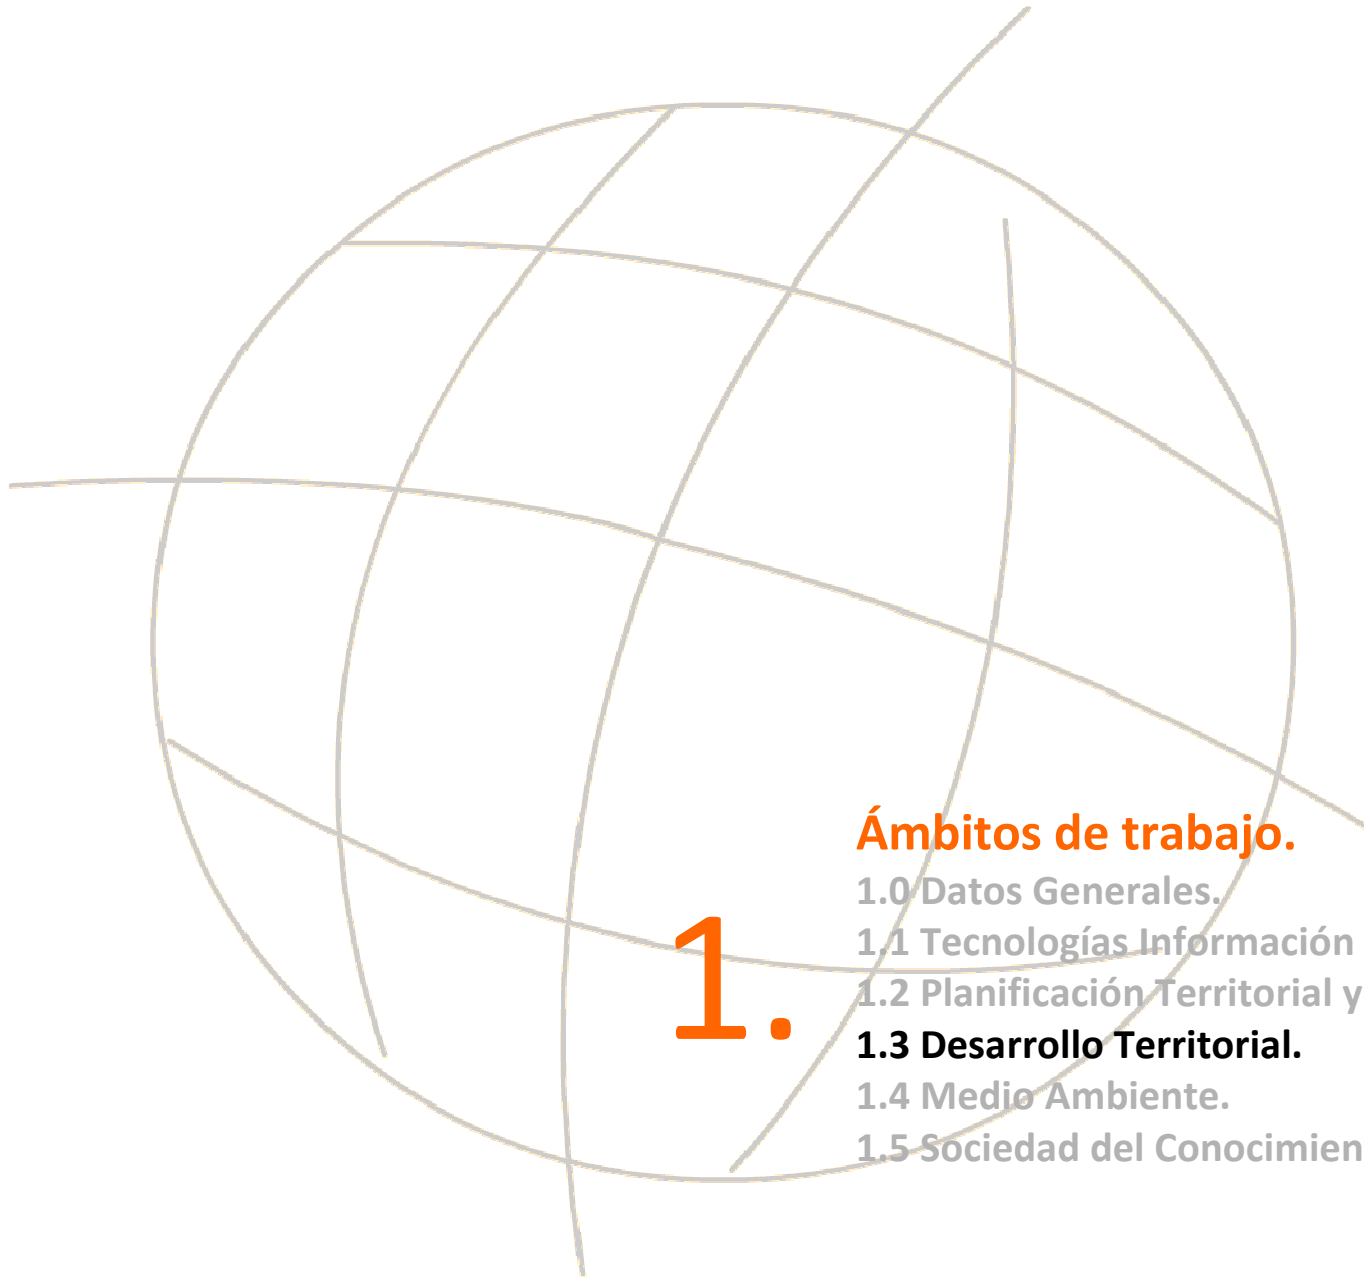 Ámbitos de trabajo.
1.
1.0 Datos Generales.
1.1 Tecnologías Información
1.2 Planificación Territorial y
1.3 Desarrollo Territorial.
1.4 Medio Ambiente.
1.5 Sociedad del Conocimien